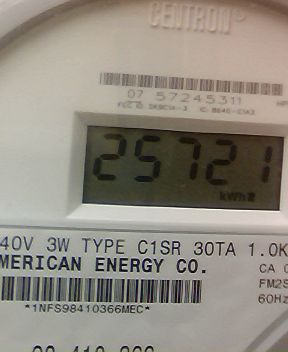 CENTRON®
07 57245311
25721
kWh
40V 3W TYPE C1SR 30TA 1.0K
MERICAN ENERGY CO.
CA
FM2S
60Hz
*1NFS98410366MEC*